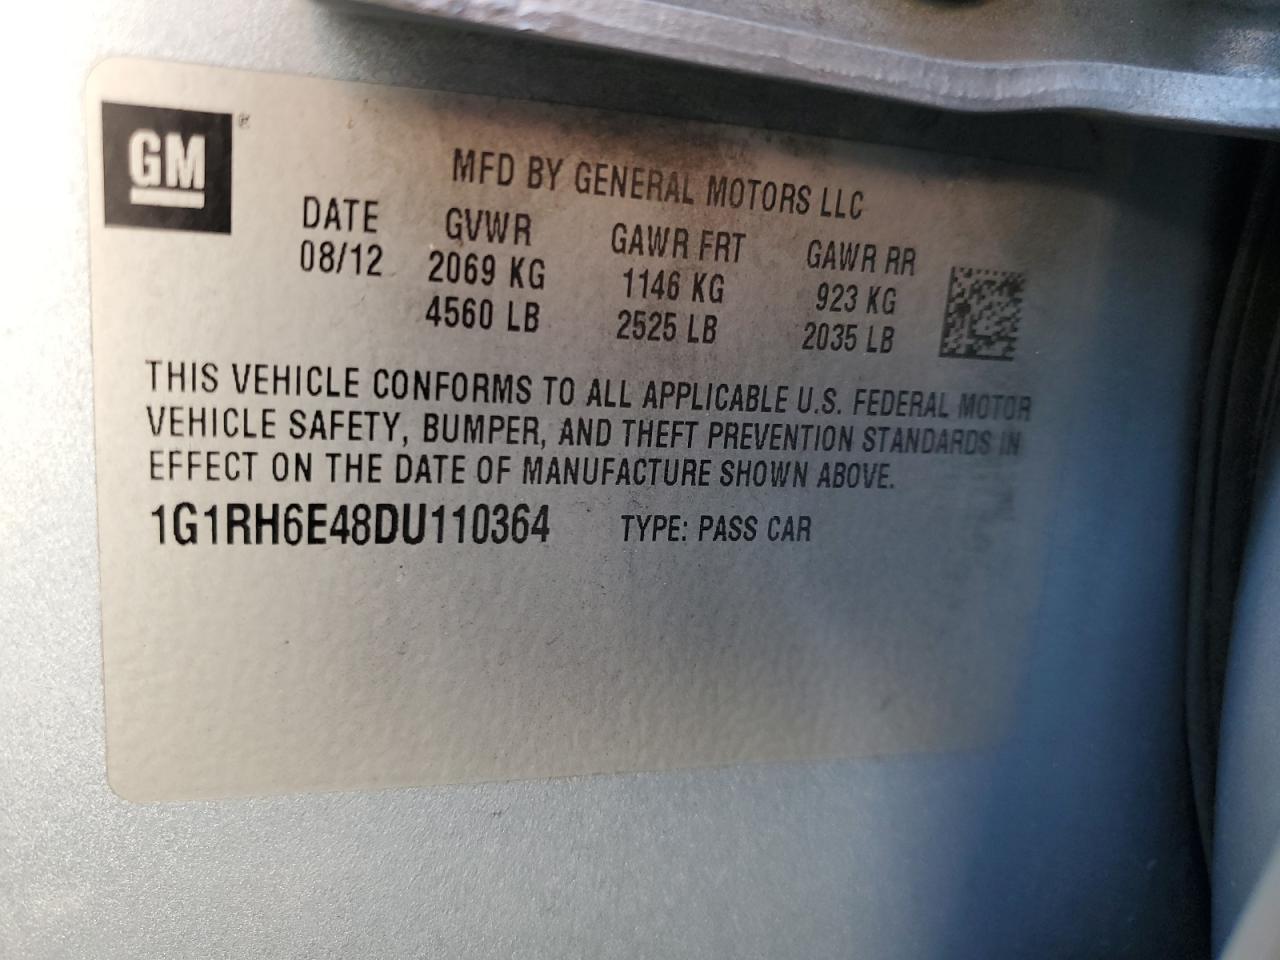 GM®
MFD BY GENERAL MOTORS LLC
DATE GVWR GAWR FRT GAWR RR
08/12 2069 KG 1146 KG 923 KG
4560 LB 2525 LB 2035 LB
THIS VEHICLE CONFORMS TO ALL APPLICABLE U.S. FEDERAL MOTOR
VEHICLE SAFETY, BUMPER, AND THEFT PREVENTION STANDARDS IN
EFFECT ON THE DATE OF MANUFACTURE SHOWN ABOVE.
1G1RH6E48DU110364 TYPE: PASS CAR